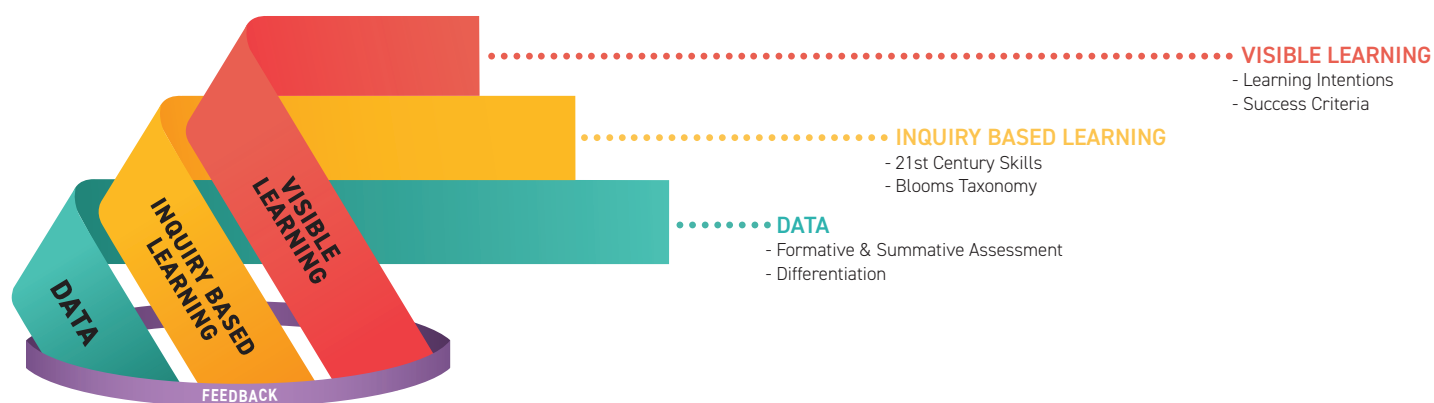 VISIBLE LEARNING
- Learning Intentions
- Success Criteria
INQUIRY BASED LEARNING
- 21st Century Skills
- Blooms Taxonomy
DATA
- Formative & Summative Assessment
- Differentiation
DATA
INQUIRY BASED
LEARNING
VISIBLE
LEARNING
FEEDBACK